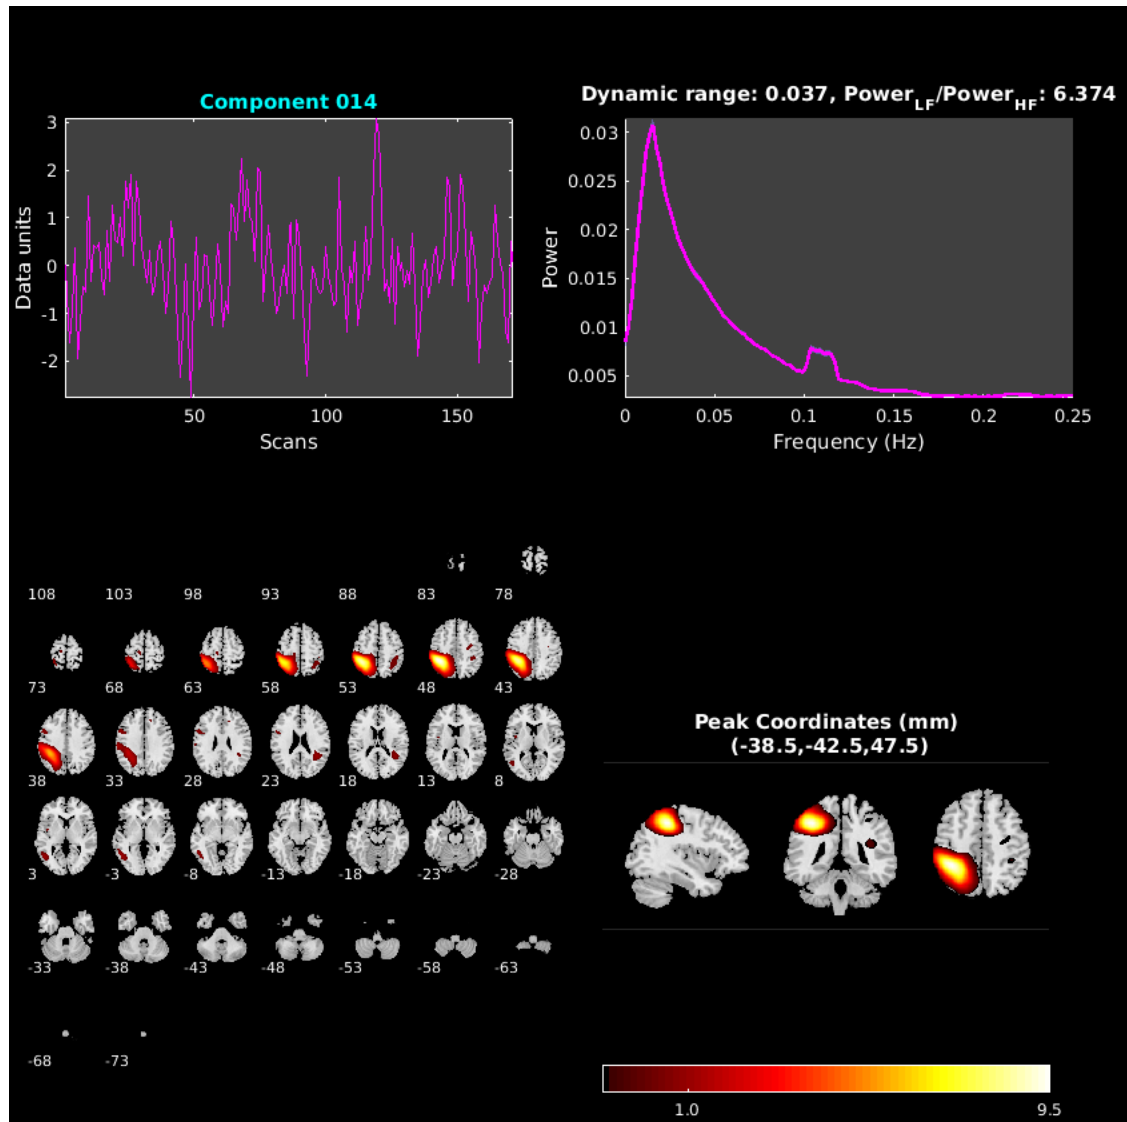 Component 014
Dynamic range: 0.037, Power_LF/Power_HF: 6.374
3
2
1
0
-1
-2
Data units
50
100
150
Scans
0.03
0.025
0.02
0.015
0.01
0.005
Power
0
0.05
0.1
0.15
0.2
0.25
Frequency (Hz)
108 103 98 93 88 83 78
73 68 63 58 53 48 43
38 33 28 23 18 13 8
3 -3 -8 -13 -18 -23 -28
-33 -38 -43 -48 -53 -58 -63
-68 -73
Peak Coordinates (mm)
(-38.5,-42.5,47.5)
1.0 9.5